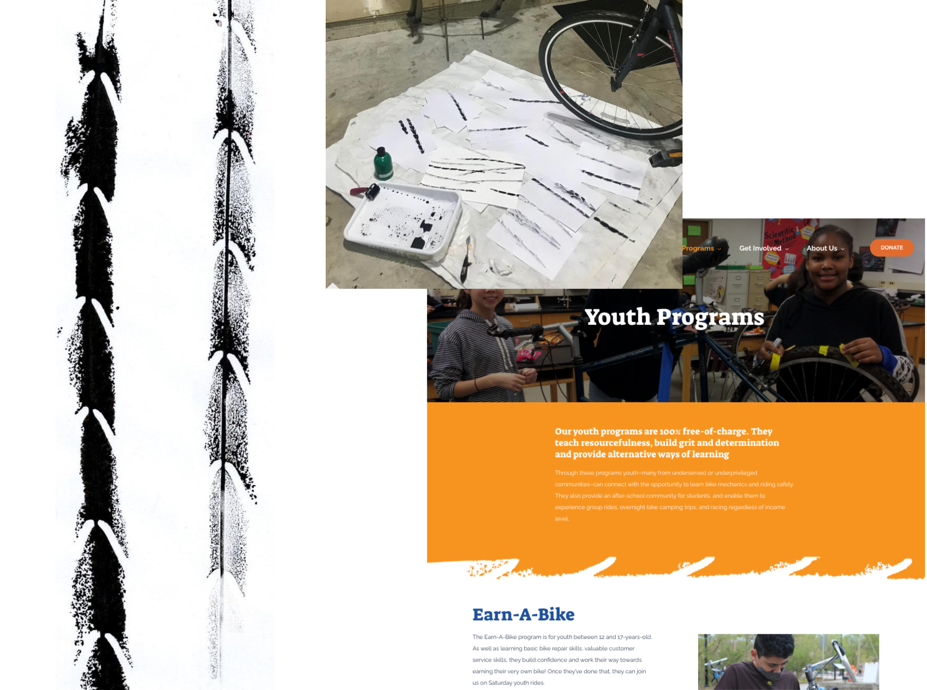 Programs
Get Involved
About Us
DONATE
Youth Programs
Our youth programs are 100% free-of-charge. They
teach resourcefulness, build grit and determination
and provide alternative ways of learning
Through these programs youth–many from underserved or underprivileged
communities–can connect with the opportunity to learn bike mechanics and riding safety.
They also provide an after-school community for students, and enable them to
experience group rides, overnight bike camping trips, and racing regardless of income
level.
Earn-A-Bike
The Earn-A-Bike program is for youth between 12 and 17-years-old.
As well as learning basic bike repair skills, valuable customer
service skills, they build confidence and work their way towards
earning their very own bike! Once they've done that, they can join
us on Saturday youth rides.